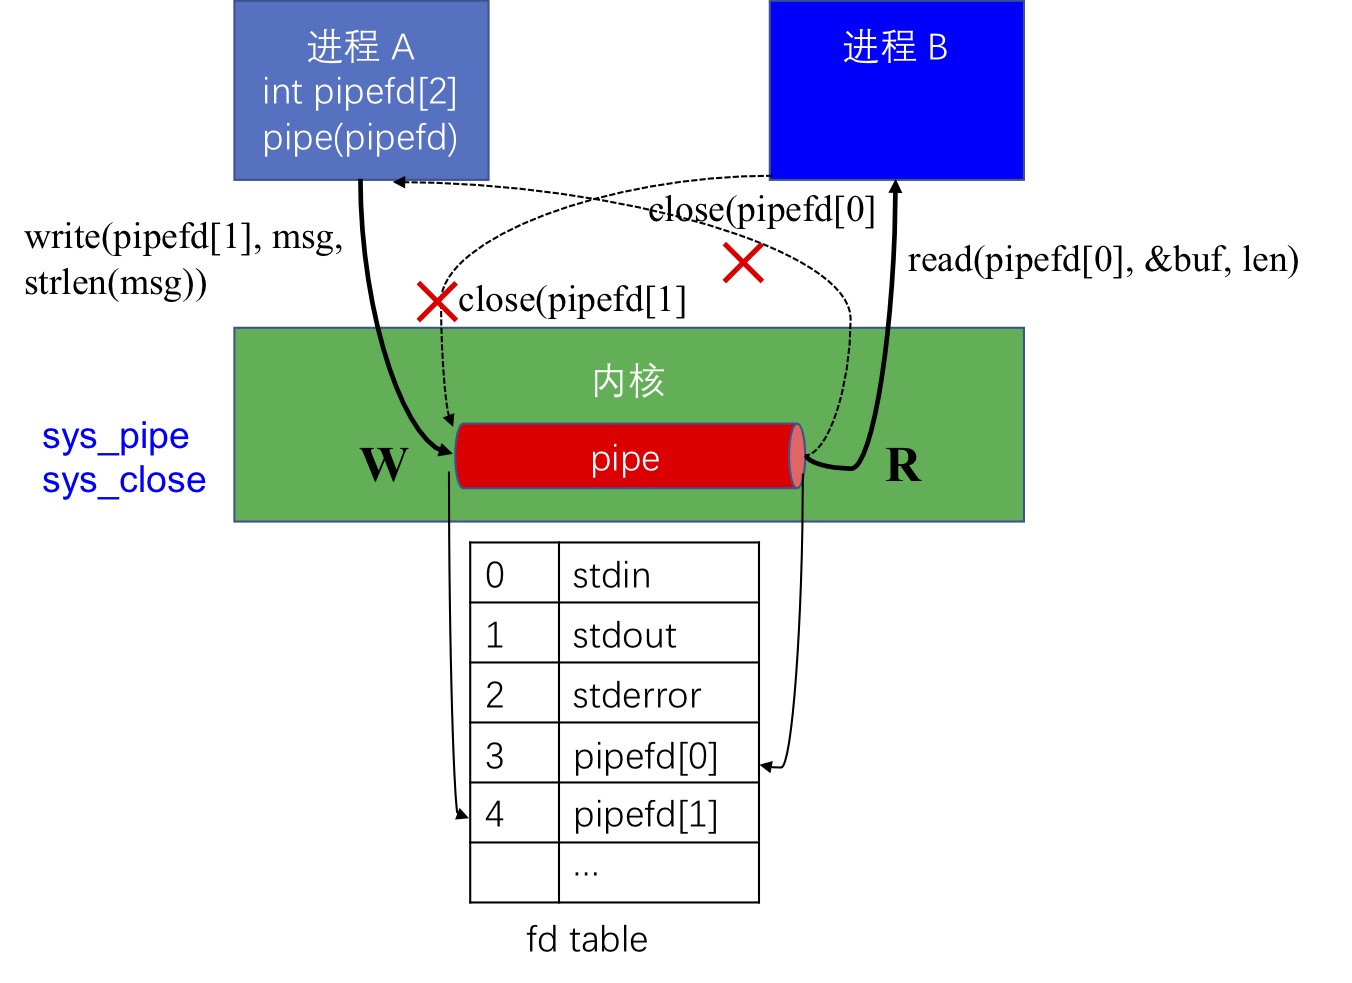 进程 A
int pipefd[2]
pipe(pipefd)
进程 B
close(pipefd[0]
write(pipefd[1], msg,
strlen(msg))
read(pipefd[0], &buf, len)
close(pipefd[1]
内核
sys_pipe
sys_close
W
pipe
R
0 stdin
1 stdout
2 stderror
3 pipefd[0]
4 pipefd[1]
...
fd table